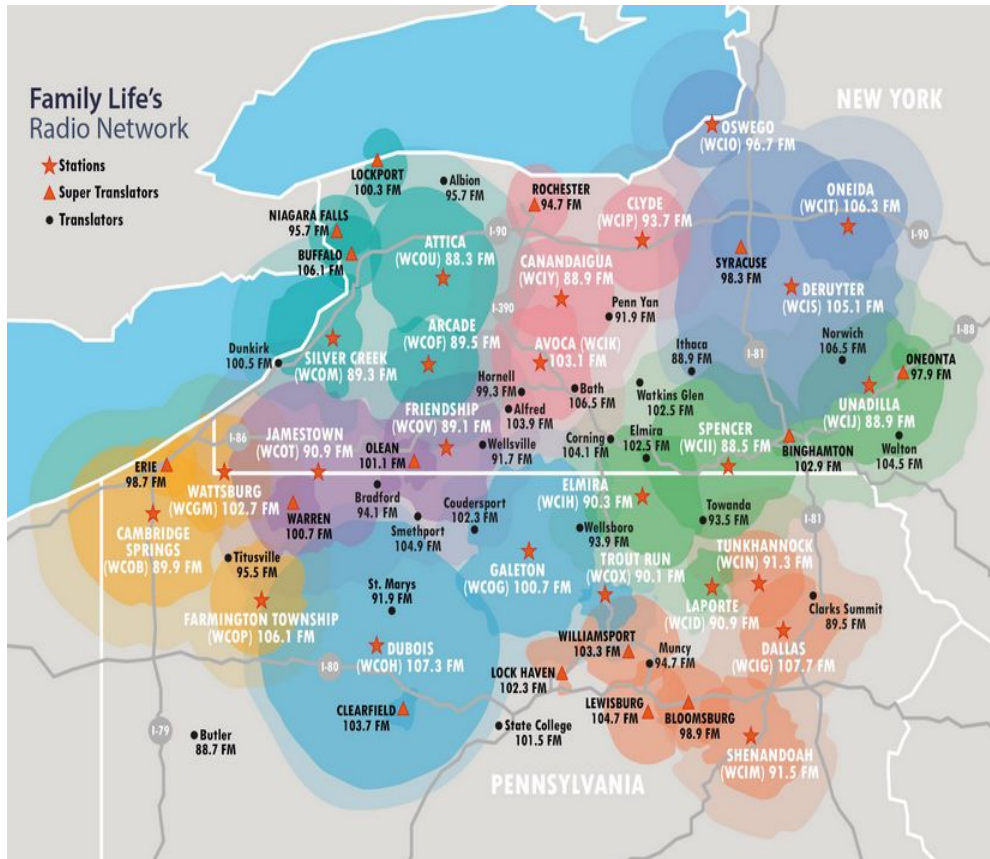 Family Life's
Radio Network
Stations
Super Translators
Translators
NEW YORK
OSWEGO
(WCIO) 96.7 FM
LOCKPORT
100.3 FM
Albion
95.7 FM
ROCHESTER
94.7 FM
CLYDE
(WCIP) 93.7 FM
ONEIDA
(WCIT) 106.3 FM
NIAGARA FALLS
95.7 FM
BUFFALO
106.1 FM
I-90
ATTICA
(WCOU) 88.3 FM
CANANDAIGUA
(WCIY) 88.9 FM
SYRACUSE
98.3 FM
I-90
DERUYTER
(WCIS) 105.1 FM
I-390
Penn Yan
91.9 FM
ARCADE
(WCOF) 89.5 FM
AVOCA (WCIK)
103.1 FM
Ithaca
88.9 FM
I-81
Norwich
106.5 FM
I-88
ONEONTA
97.9 FM
Dunkirk
100.5 FM
SILVER CREEK
(WCOM) 89.3 FM
Hornell
99.3 FM
Bath
106.5 FM
Watkins Glen
102.5 FM
UNADILLA
(WCIJ) 88.9 FM
Alfred
103.9 FM
FRIENDSHIP
(WCOV) 89.1 FM
I-86
JAMESTOWN
(WCOT) 90.9 FM
OLEAN
101.1 FM
Wellsville
91.7 FM
Corning
104.1 FM
Elmira
102.5 FM
SPENCER
(WCII) 88.5 FM
BINGHAMTON
102.9 FM
Walton
104.5 FM
ERIE
98.7 FM
WATTSBURG
(WCGM) 102.7 FM
WARREN
100.7 FM
Bradford
94.1 FM
Smethport
104.9 FM
Coudersport
102.3 FM
ELMIRA
(WCIH) 90.3 FM
Towanda
93.5 FM
I-81
CAMBRIDGE
SPRINGS
(WCOB) 89.9 FM
Wellsboro
93.9 FM
Titusville
95.5 FM
GALETON
(WCOG) 100.7 FM
TROUT RUN
(WCOX) 90.1 FM
TUNKHANNOCK
(WCIN) 91.3 FM
St. Marys
91.9 FM
LAPORTE
(WCID) 90.9 FM
Clarks Summit
89.5 FM
FARMINGTON TOWNSHIP
(WCOP) 106.1 FM
DUBOIS
(WCOH) 107.3 FM
WILLIAMSPORT
103.3 FM
Muncy
94.7 FM
DALLAS
(WCIG) 107.7 FM
I-80
LOCK HAVEN
102.3 FM
CLEARFIELD
103.7 FM
LEWISBURG
104.7 FM
BLOOMSBURG
98.9 FM
I-79
Butler
88.7 FM
State College
101.5 FM
SHENANDOAH
(WCIM) 91.5 FM
PENNSYLVANIA